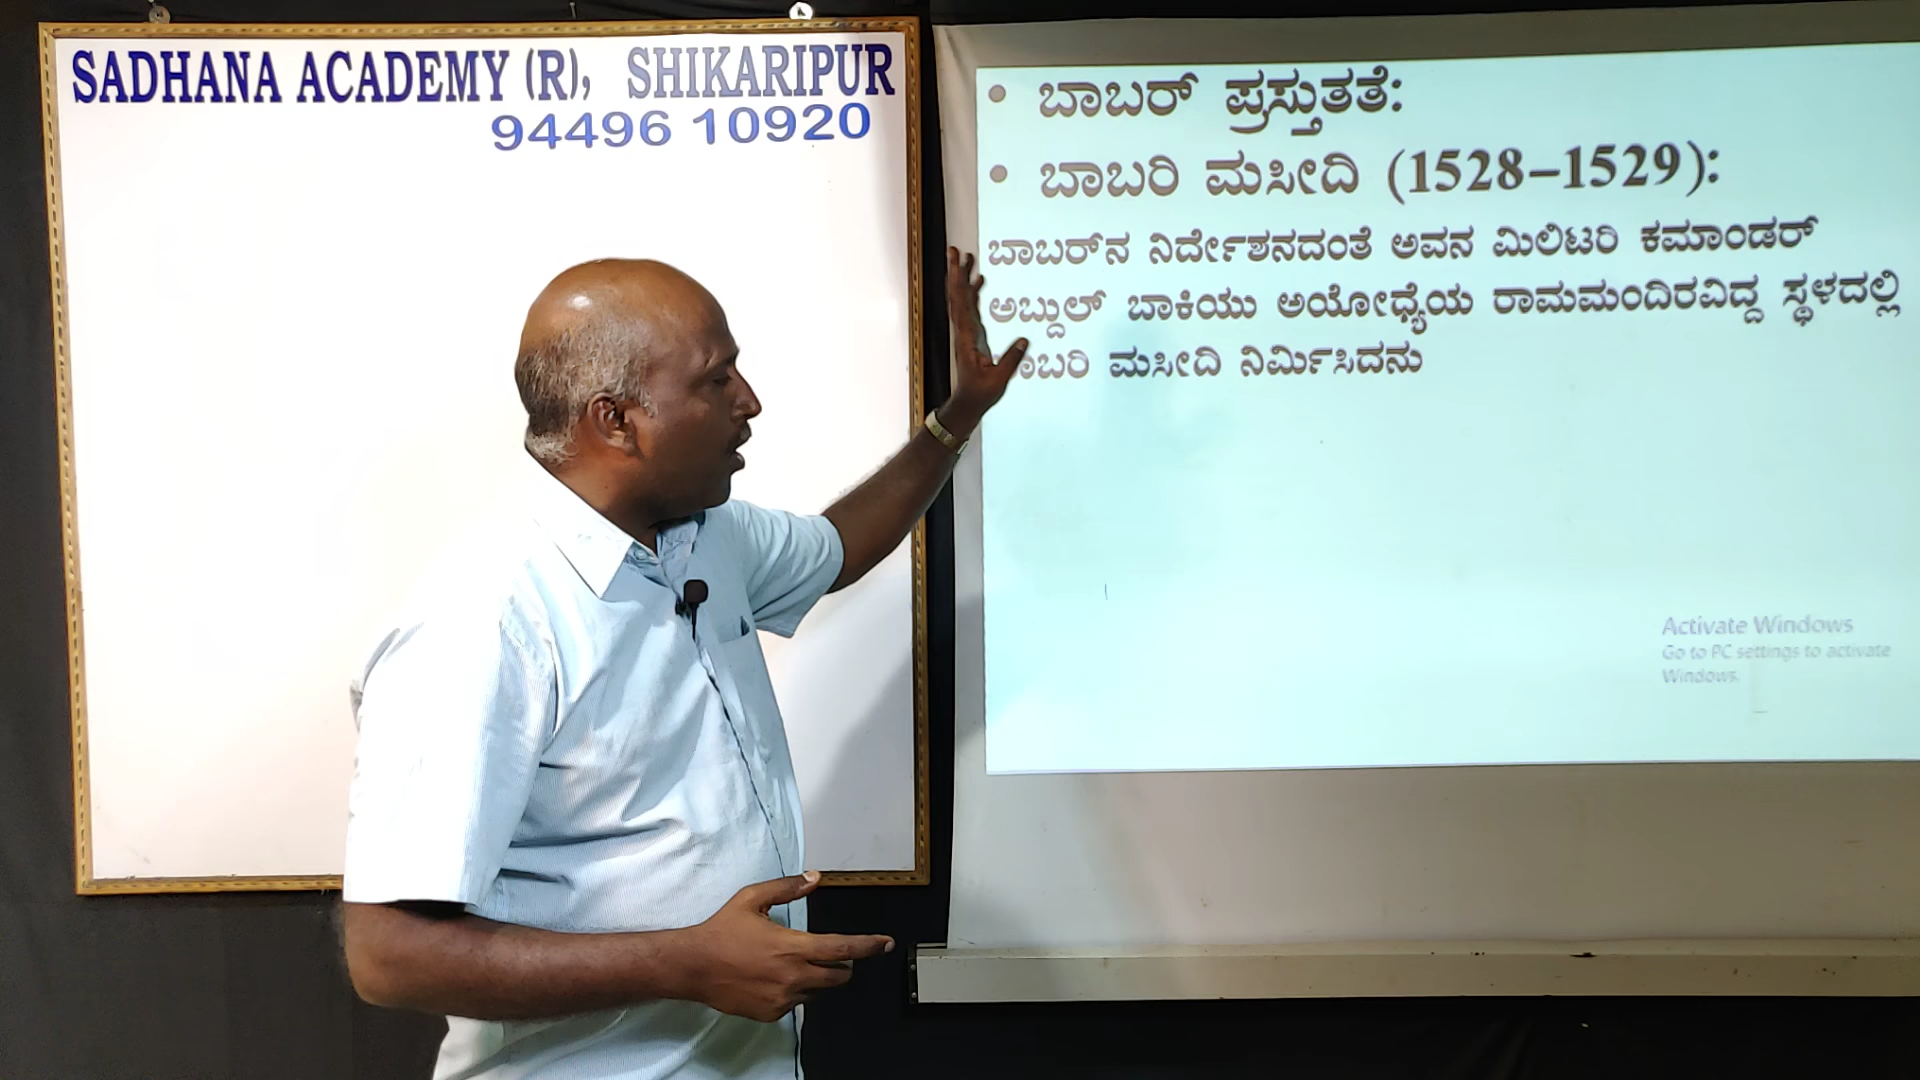 SADHANA ACADEMY (R), SHIKARIPUR
94496 10920
• ಬಾಬರ್ ಪ್ರಸ್ತುತತೆ:
• ಬಾಬರಿ ಮಸೀದಿ (1528–1529):
ಬಾಬರ್‌ನ ನಿರ್ದೇಶನದಂತೆ ಅವನ ಮಿಲಿಟರಿ ಕಮಾಂಡರ್
ಅಬ್ದುಲ್ ಬಾಕಿಯು ಅಯೋಧ್ಯೆಯ ರಾಮಮಂದಿರವಿದ್ದ ಸ್ಥಳದಲ್ಲಿ
ಮಸೀದಿ ನಿರ್ಮಿಸಿದನು
Activate Windows
Go to PC settings to activate
Windows.